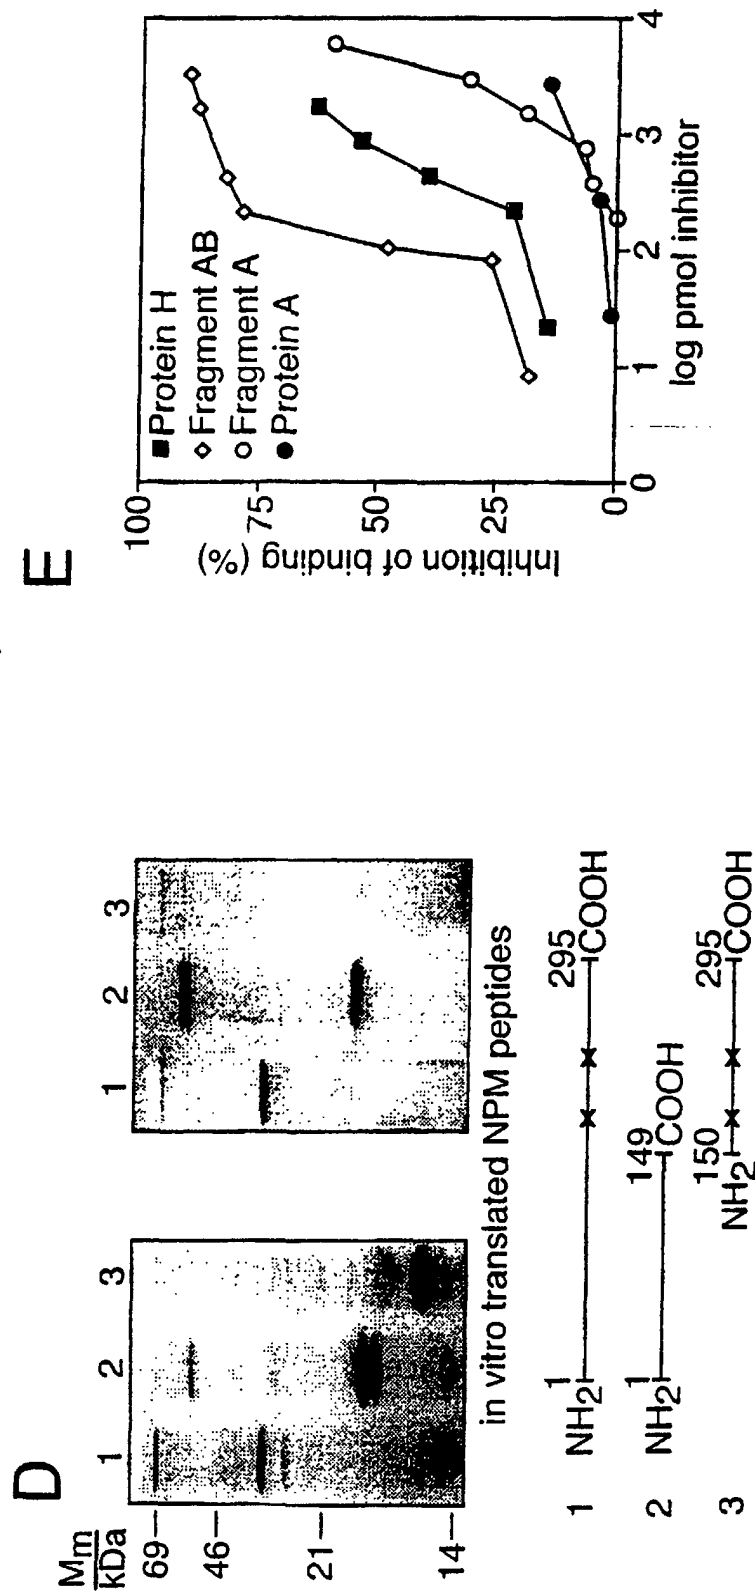 D
Mm
kDa
69
46
21
14
1 2 3
1 2 3
in vitro translated NPM peptides
1 NH2 1 295 COOH
2 NH2 1 149 COOH
3 NH2 150 295 COOH
E
Inhibition of binding (%)
100
75
50
25
0
Protein H
Fragment AB
Fragment A
Protein A
0 1 2 3 4
log pmol inhibitor